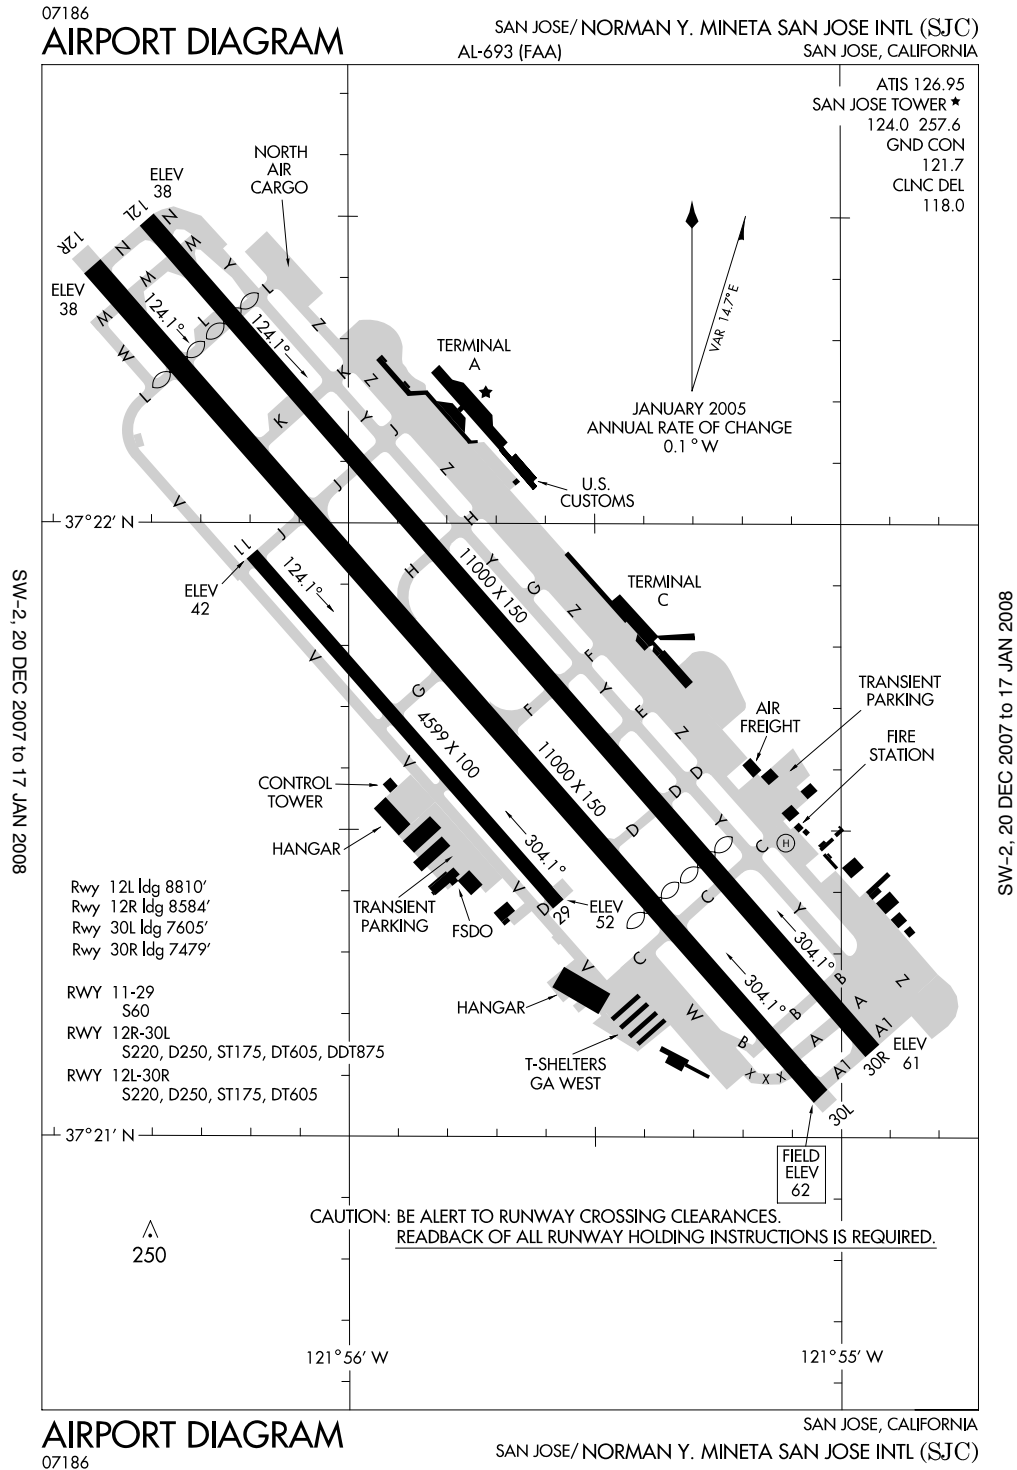 07186
AIRPORT DIAGRAM
SAN JOSE/ NORMAN Y. MINETA SAN JOSE INTL (SJC)
AL-693 (FAA)
SAN JOSE, CALIFORNIA
ATIS 126.95
SAN JOSE TOWER ★
124.0 257.6
GND CON
121.7
CLNC DEL
118.0
NORTH
AIR
CARGO
ELEV
38
12L
12R
ELEV
38
N
N
W
W
W
W
W
Y
L
L
L
L
Z
124.1°
124.1°
VAR 14.7° E
JANUARY 2005
ANNUAL RATE OF CHANGE
0.1° W
TERMINAL
A
★
U.S.
CUSTOMS
K
Z
K
Y
J
J
J
Z
V
H
H
37°22' N
11
ELEV
42
124.1°
11000 X 150
Y
G
Z
TERMINAL
C
V
G
F
F
Y
E
Z
4599 X 100
11000 X 150
TRANSIENT
PARKING
AIR
FREIGHT
FIRE
STATION
V
D
D
D
Y
C
H
CONTROL
TOWER
HANGAR
304.1°
TRANSIENT
PARKING
FSDO
V
D
29
ELEV
52
C
C
Y
304.1°
304.1°
Rwy 12L ldg 8810'
Rwy 12R ldg 8584'
Rwy 30L ldg 7605'
Rwy 30R ldg 7479'
RWY 11-29
S60
RWY 12R-30L
S220, D250, ST175, DT605, DDT875
RWY 12L-30R
S220, D250, ST175, DT605
HANGAR
V
W
T-SHELTERS
GA WEST
B
B
B
A
A
Z
A1
A1
X X X
30R
ELEV
61
30L
37°21' N
FIELD
ELEV
62
CAUTION: BE ALERT TO RUNWAY CROSSING CLEARANCES.
READBACK OF ALL RUNWAY HOLDING INSTRUCTIONS IS REQUIRED.
250
121°56' W
121°55' W
SW-2, 20 DEC 2007 to 17 JAN 2008
SW-2, 20 DEC 2007 to 17 JAN 2008
AIRPORT DIAGRAM
07186
SAN JOSE, CALIFORNIA
SAN JOSE/ NORMAN Y. MINETA SAN JOSE INTL (SJC)